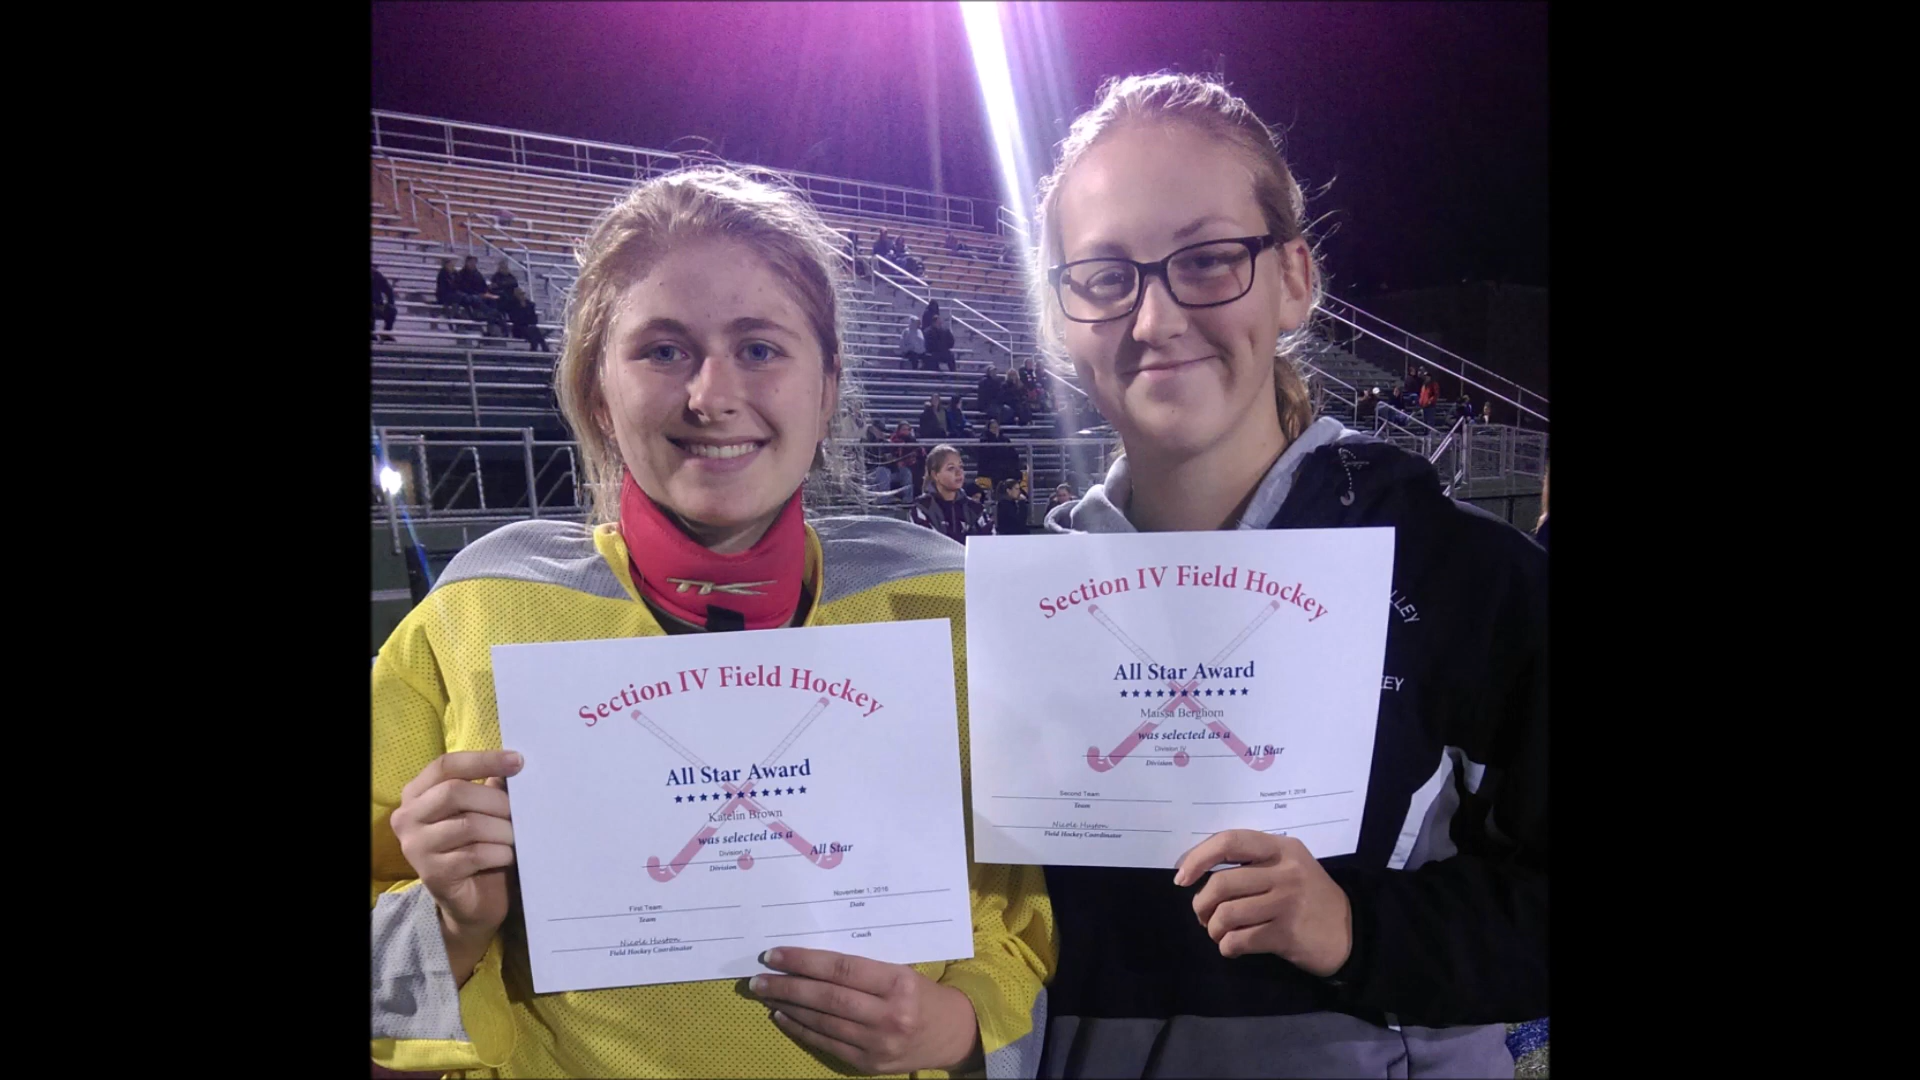 TK
Section IV Field Hockey
All Star Award
Katelin Brown
was selected as a
Division IV
All Star
Division
First Team
November 1, 2016
Team
Date
Nicole Huston
Field Hockey Coordinator
Coach
Section IV Field Hockey
All Star Award
Maissa Berghorn
was selected as a
Division IV
All Star
Division
Second Team
November 1, 2016
Team
Date
Nicole Huston
Field Hockey Coordinator
LLEY
KEY